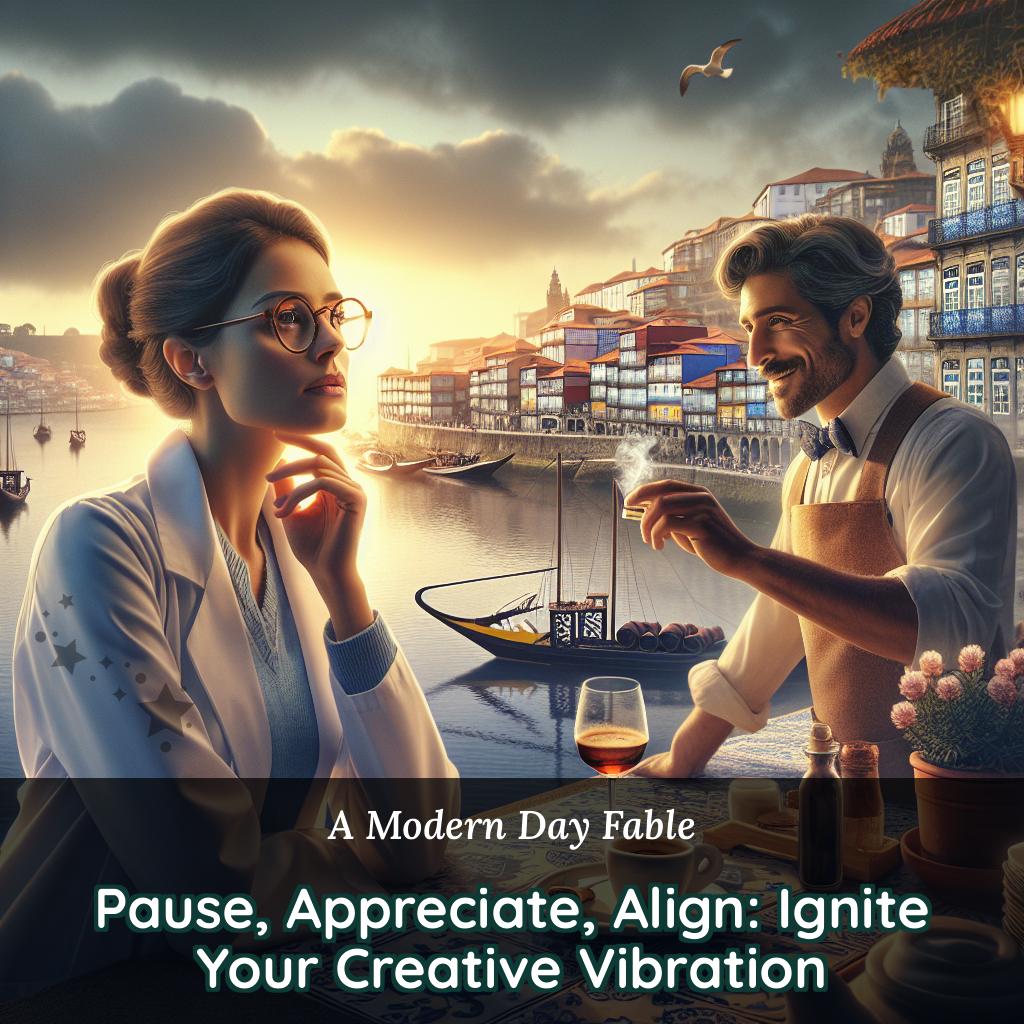 A Modern Day Fable
Pause, Appreciate, Align: Ignite
Your Creative Vibration